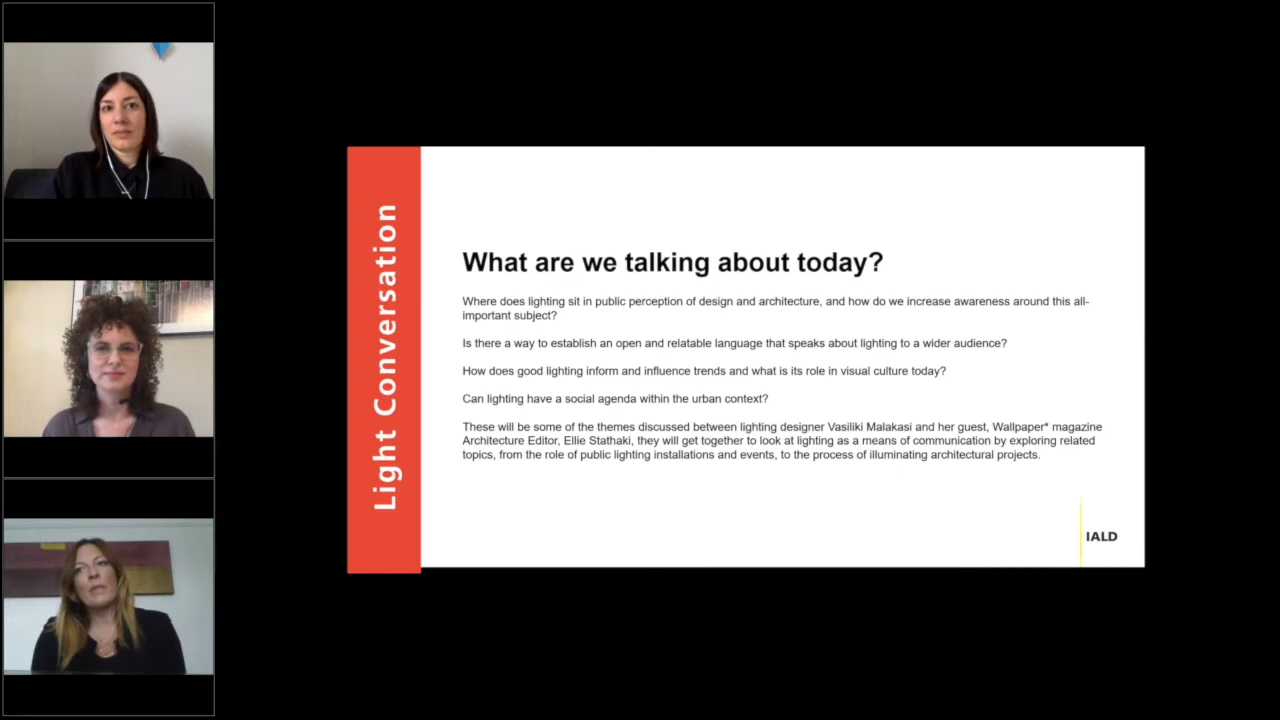 Light Conversation
What are we talking about today?
Where does lighting sit in public perception of design and architecture, and how do we increase awareness around this all-
important subject?
Is there a way to establish an open and relatable language that speaks about lighting to a wider audience?
How does good lighting inform and influence trends and what is its role in visual culture today?
Can lighting have a social agenda within the urban context?
These will be some of the themes discussed between lighting designer Vasiliki Malakasi and her guest, Wallpaper* magazine
Architecture Editor, Ellie Stathaki, they will get together to look at lighting as a means of communication by exploring related
topics, from the role of public lighting installations and events, to the process of illuminating architectural projects.
IALD